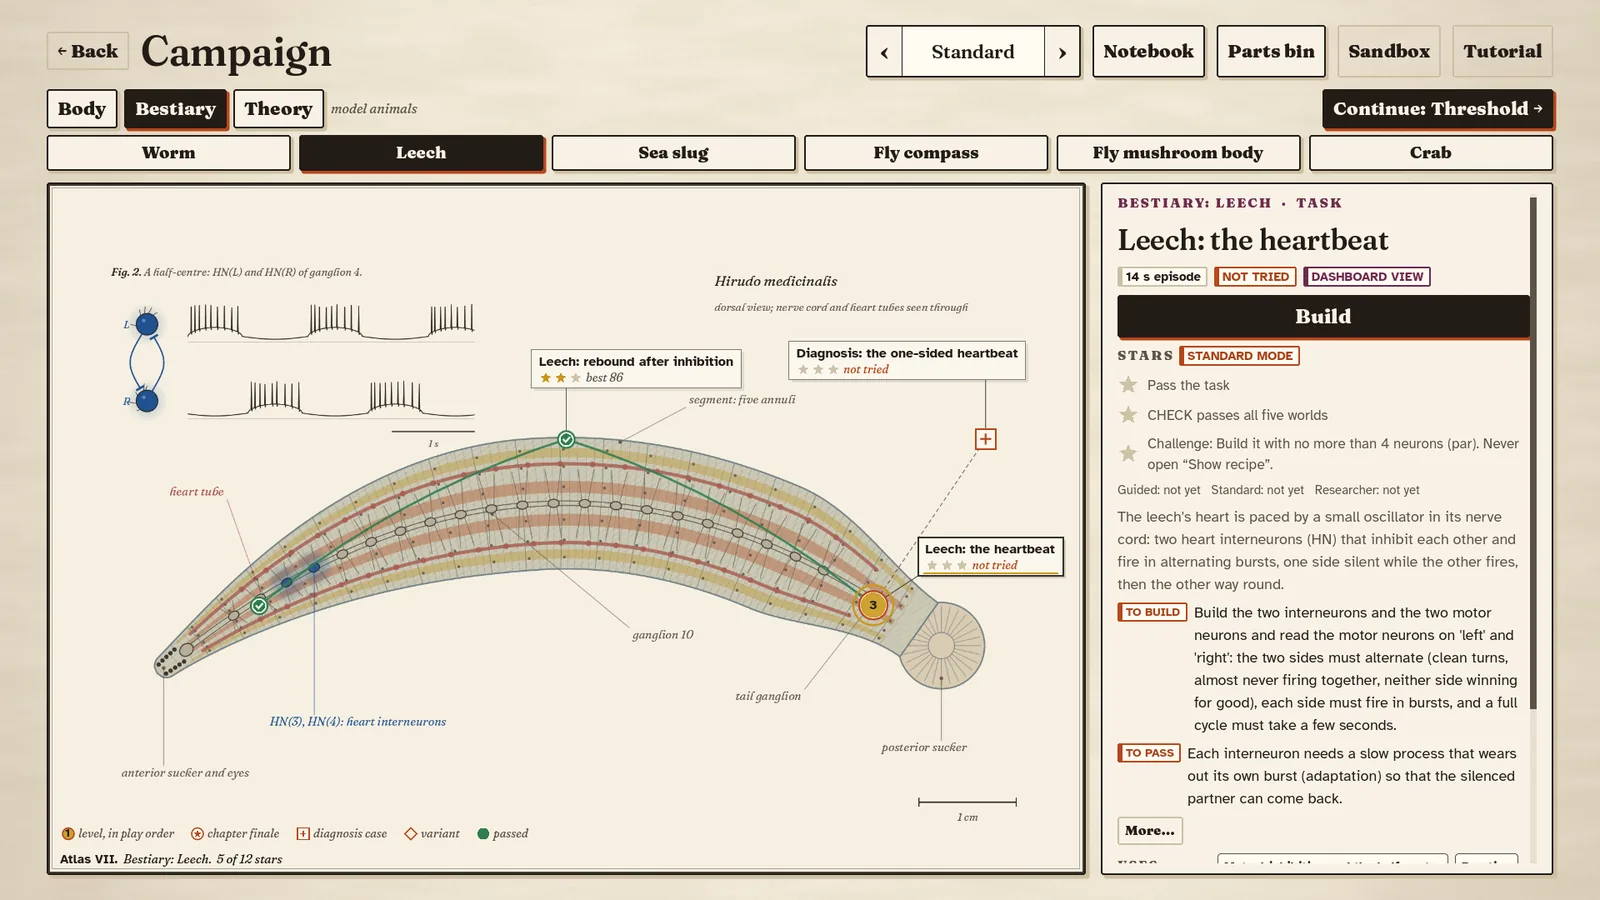 ← Back
Campaign
‹ Standard ›
Notebook
Parts bin
Sandbox
Tutorial
Body
Bestiary
Theory
model animals
Continue: Threshold →
Worm
Leech
Sea slug
Fly compass
Fly mushroom body
Crab
Fig. 2. A half-centre: HN(L) and HN(R) of ganglion 4.
L
R
1 s
Hirudo medicinalis
dorsal view; nerve cord and heart tubes seen through
Leech: rebound after inhibition
best 86
Diagnosis: the one-sided heartbeat
not tried
segment: five annuli
heart tube
Leech: the heartbeat
not tried
3
ganglion 10
tail ganglion
HN(3), HN(4): heart interneurons
posterior sucker
anterior sucker and eyes
1 cm
1 level, in play order
chapter finale
diagnosis case
variant
passed
Atlas VII. Bestiary: Leech. 5 of 12 stars
BESTIARY: LEECH · TASK
Leech: the heartbeat
14 s episode
NOT TRIED
DASHBOARD VIEW
Build
STARS STANDARD MODE
Pass the task
CHECK passes all five worlds
Challenge: Build it with no more than 4 neurons (par). Never
open “Show recipe”.
Guided: not yet Standard: not yet Researcher: not yet
The leech's heart is paced by a small oscillator in its nerve
cord: two heart interneurons (HN) that inhibit each other and
fire in alternating bursts, one side silent while the other fires,
then the other way round.
TO BUILD Build the two interneurons and the two motor
neurons and read the motor neurons on 'left' and
'right': the two sides must alternate (clean turns,
almost never firing together, neither side winning
for good), each side must fire in bursts, and a full
cycle must take a few seconds.
TO PASS Each interneuron needs a slow process that wears
out its own burst (adaptation) so that the silenced
partner can come back.
More...